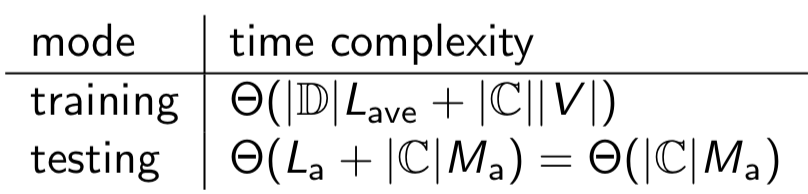 mode time complexity
training Θ(|𝔻|L_ave + |ℂ||V|)
testing Θ(L_a + |ℂ|M_a) = Θ(|ℂ|M_a)